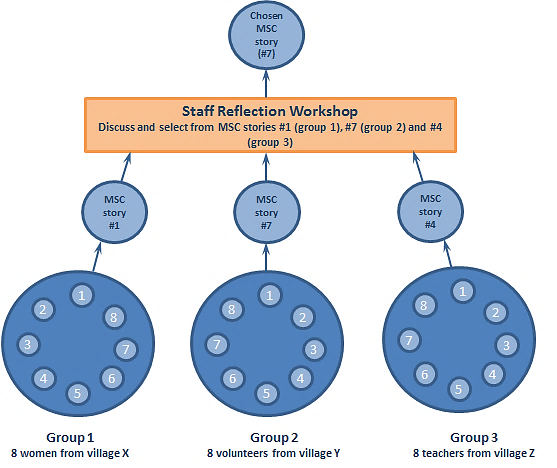 Chosen
MSC
story
(#7)
Staff Reflection Workshop
Discuss and select from MSC stories #1 (group 1), #7 (group 2) and #4
(group 3)
MSC
story
#1
MSC
story
#7
MSC
story
#4
1
2
8
3
7
4
6
5
1
8
2
7
3
6
4
5
1
8
2
7
3
6
4
5
Group 1
8 women from village X
Group 2
8 volunteers from village Y
Group 3
8 teachers from village Z